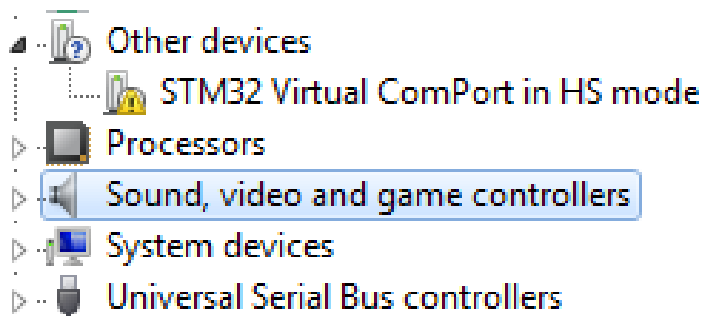 Other devices
STM32 Virtual ComPort in HS mode
Processors
Sound, video and game controllers
System devices
Universal Serial Bus controllers